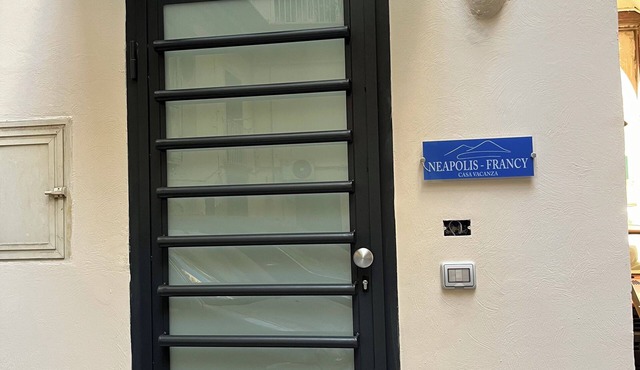 NEAPOLIS - FRANCY
CASA VACANZA